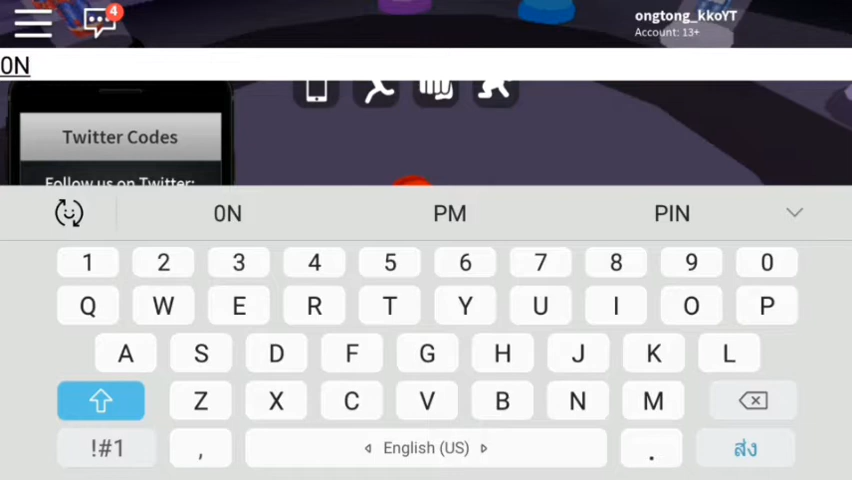 4
ongtong_kkoYT
Account: 13+
0N
Twitter Codes
Follow us on Twitter:
0N PM PIN
1 2 3 4 5 6 7 8 9 0
Q W E R T Y U I O P
A S D F G H J K L
Z X C V B N M
!#1 , English (US) . ส่ง